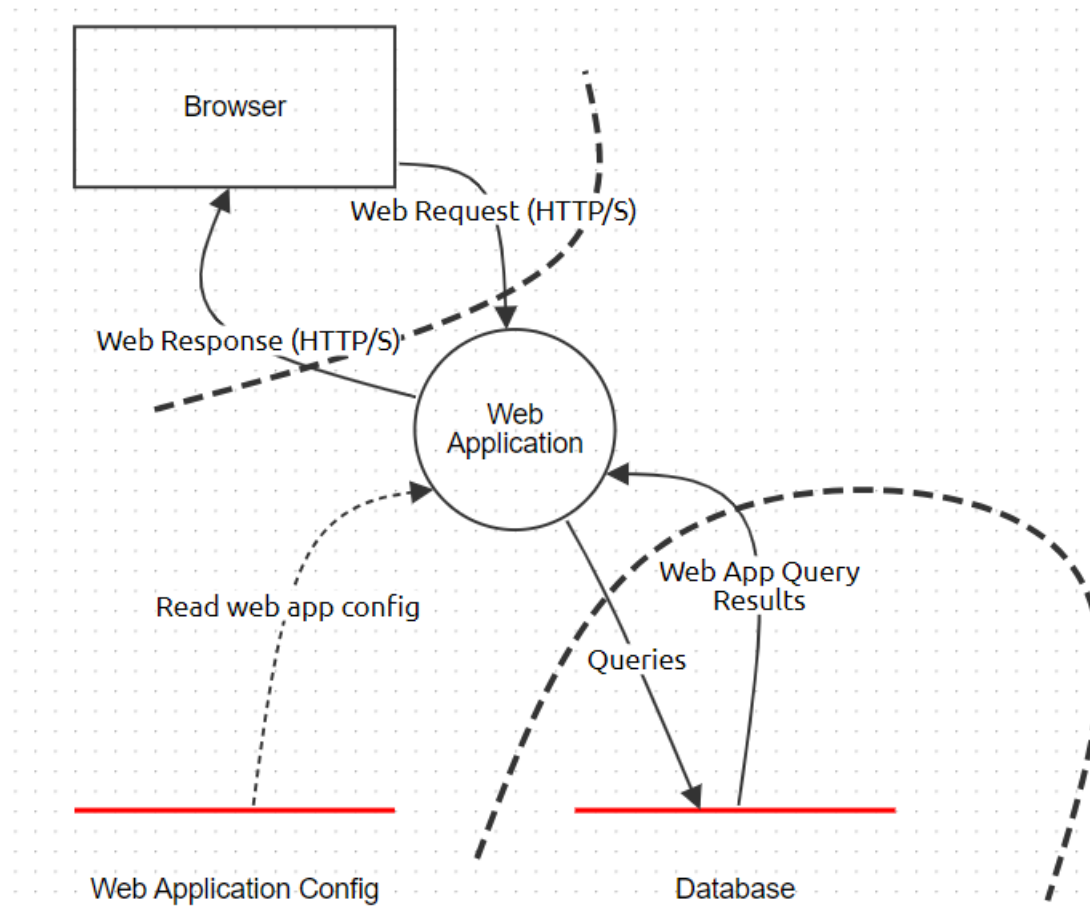 Browser
Web Request (HTTP/S)
Web Response (HTTP/S)
Web
Application
Web App Query
Results
Read web app config
Queries
Web Application Config
Database